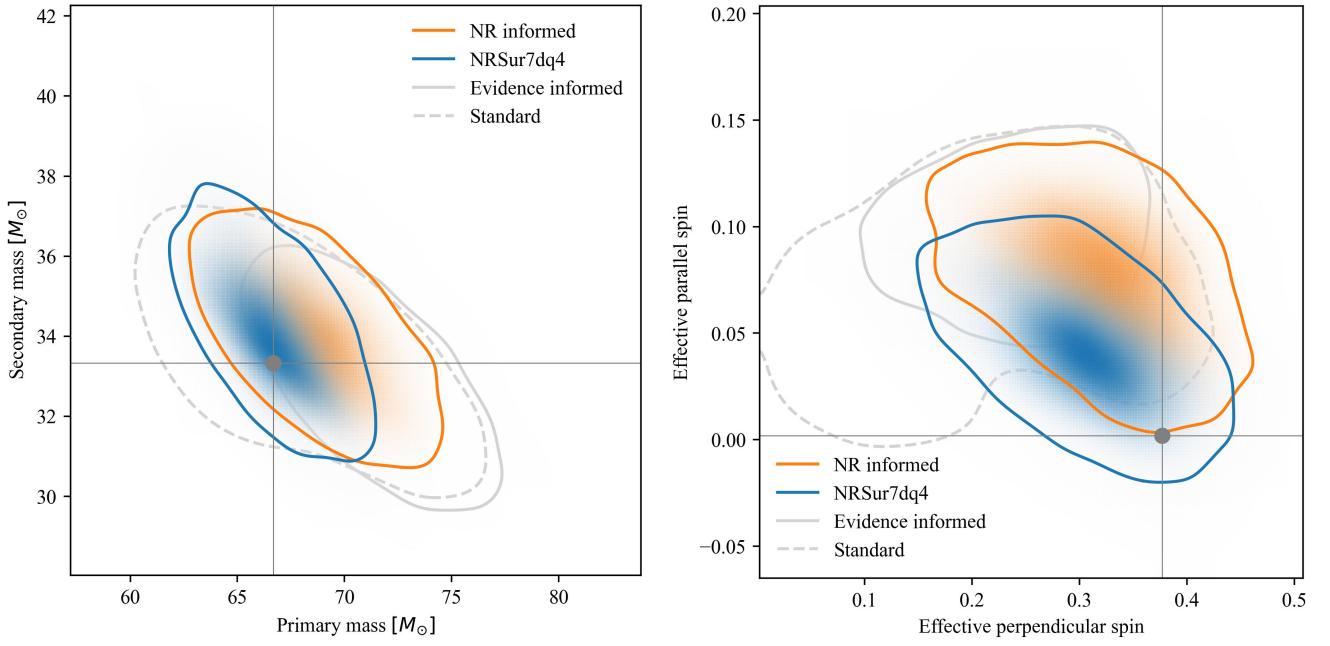 42
40
38
36
34
32
30
Secondary mass [M⊙]
60
65
70
75
80
Primary mass [M⊙]
NR informed
NRSur7dq4
Evidence informed
Standard
0.20
0.15
0.10
0.05
0.00
−0.05
Effective parallel spin
NR informed
NRSur7dq4
Evidence informed
Standard
0.1
0.2
0.3
0.4
0.5
Effective perpendicular spin